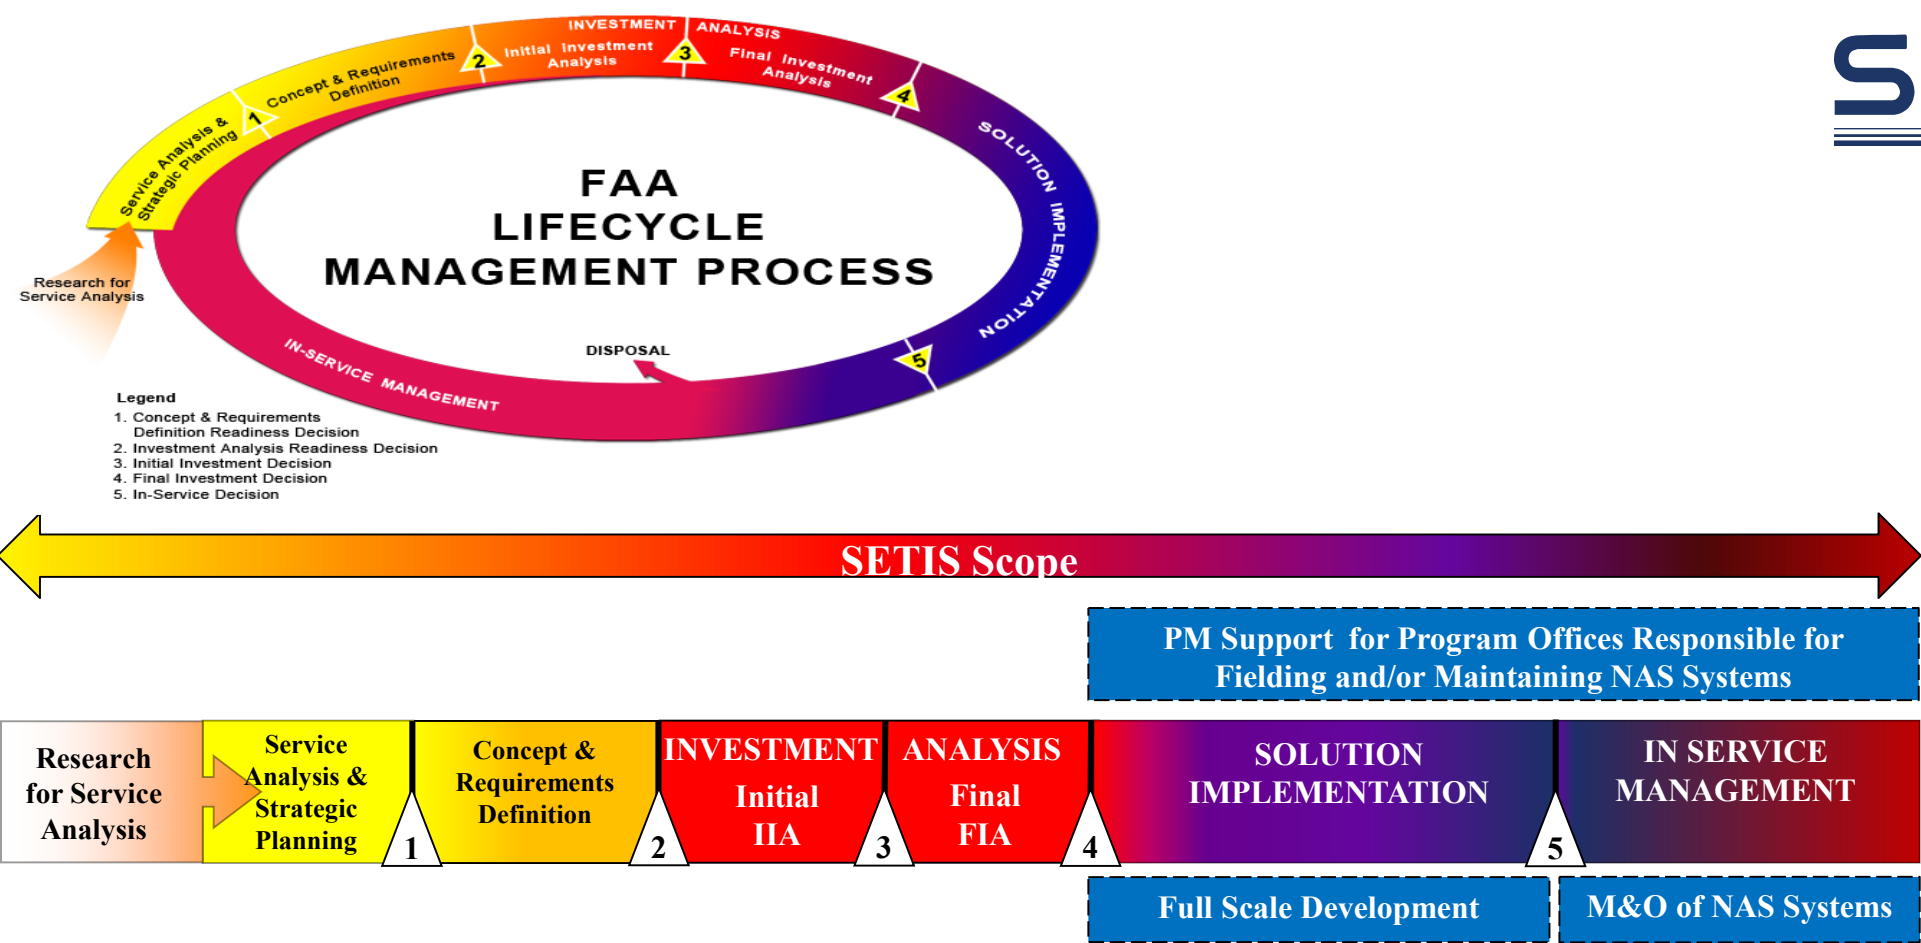 INVESTMENT ANALYSIS
Initial Investment
Analysis
Final Investment
Analysis
Concept & Requirements
Definition
Service Analysis &
Strategic Planning
1
2
3
4
5
SOLUTION IMPLEMENTATION
FAA
LIFECYCLE
MANAGEMENT PROCESS
Research for
Service Analysis
DISPOSAL
IN-SERVICE MANAGEMENT
Legend
1. Concept & Requirements
Definition Readiness Decision
2. Investment Analysis Readiness Decision
3. Initial Investment Decision
4. Final Investment Decision
5. In-Service Decision
S
SETIS Scope
PM Support for Program Offices Responsible for
Fielding and/or Maintaining NAS Systems
Research
for Service
Analysis
Service
Analysis &
Strategic
Planning
1
Concept &
Requirements
Definition
2
INVESTMENT
Initial
IIA
3
ANALYSIS
Final
FIA
4
SOLUTION
IMPLEMENTATION
5
IN SERVICE
MANAGEMENT
Full Scale Development
M&O of NAS Systems